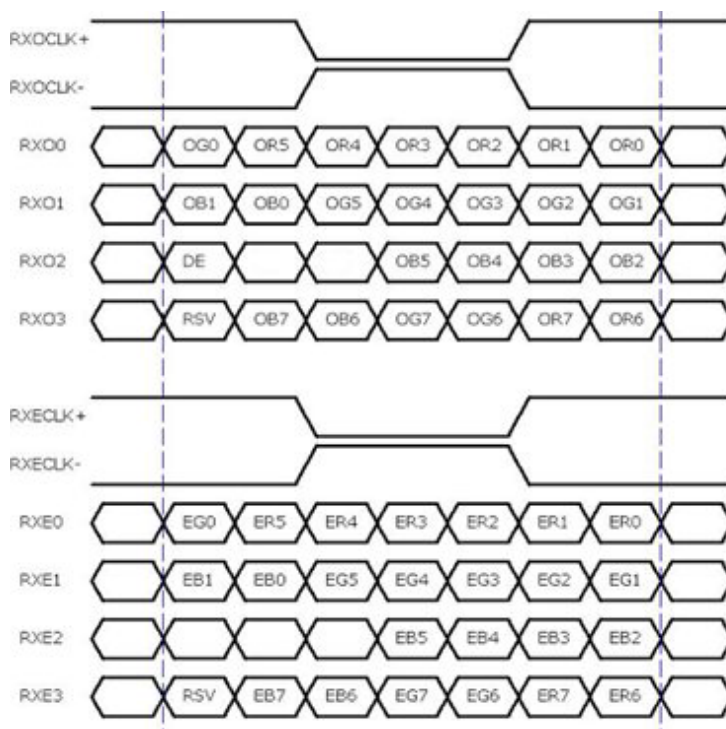 RXOCLK+
RXOCLK-
RXO0 OG0 OR5 OR4 OR3 OR2 OR1 OR0
RXO1 OB1 OB0 OG5 OG4 OG3 OG2 OG1
RXO2 DE OB5 OB4 OB3 OB2
RXO3 RSV OB7 OB6 OG7 OG6 OR7 OR6
RXECLK+
RXECLK-
RXE0 EG0 ER5 ER4 ER3 ER2 ER1 ER0
RXE1 EB1 EB0 EG5 EG4 EG3 EG2 EG1
RXE2 EB5 EB4 EB3 EB2
RXE3 RSV EB7 EB6 EG7 EG6 ER7 ER6